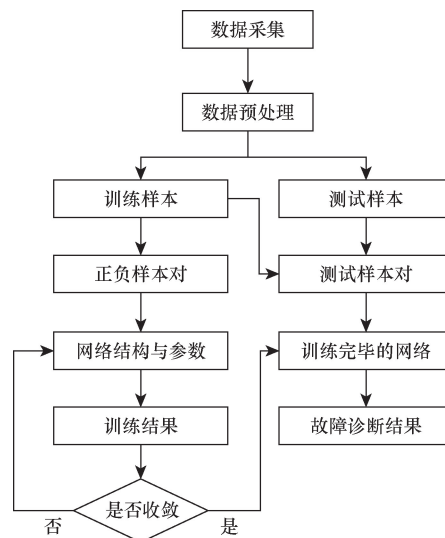 数据采集
数据预处理
训练样本
测试样本
正负样本对
测试样本对
网络结构与参数
训练完毕的网络
训练结果
故障诊断结果
是否收敛
否
是